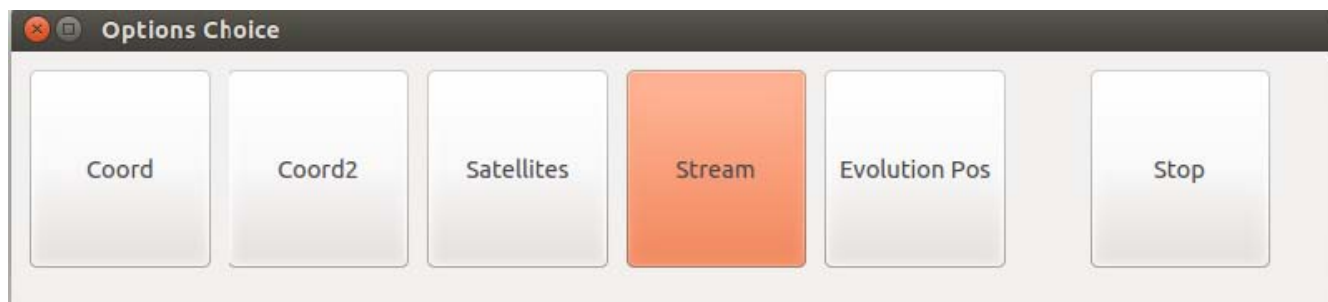 Options Choice
Coord
Coord2
Satellites
Stream
Evolution Pos
Stop